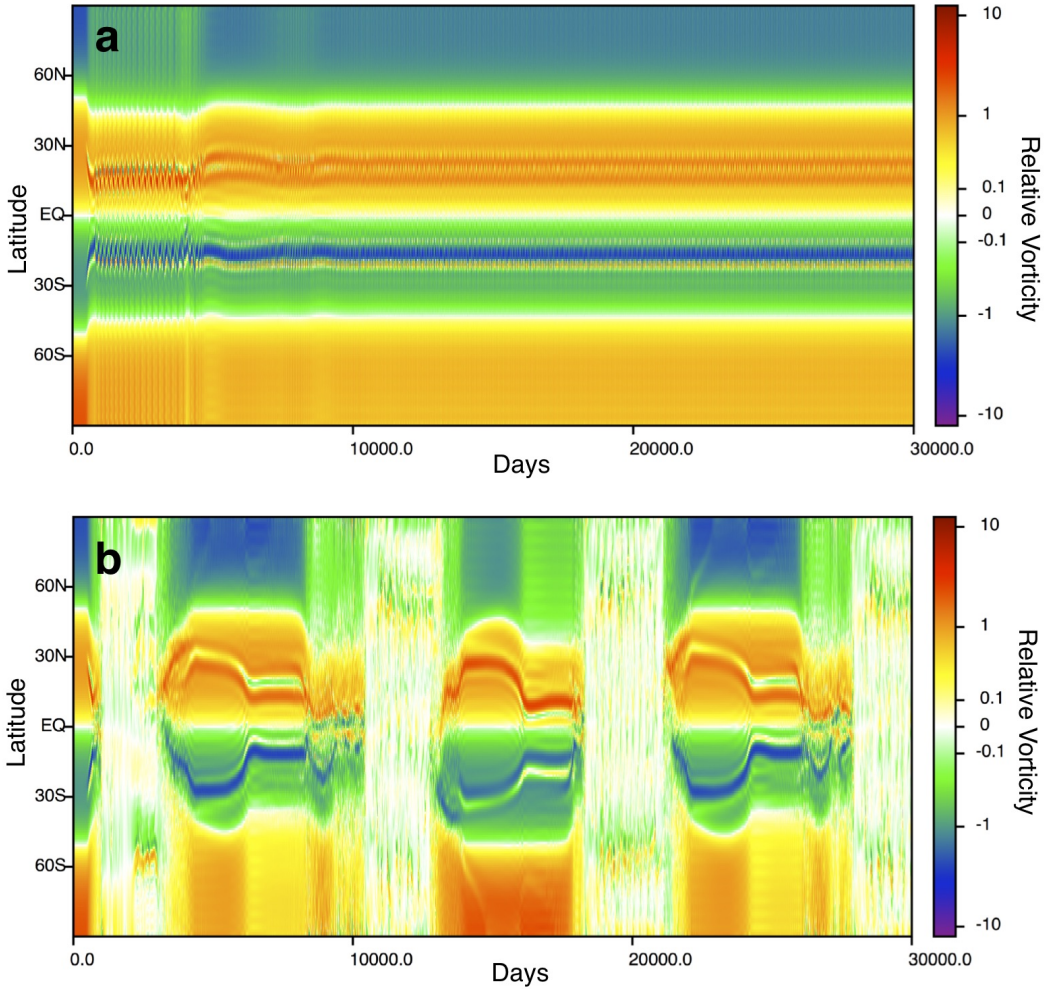 a
10
1
0.1
0
-0.1
-1
-10
Relative Vorticity
60N
30N
EQ
30S
60S
Latitude
0.0 10000.0 20000.0 30000.0
Days
b
10
1
0.1
0
-0.1
-1
-10
Relative Vorticity
60N
30N
EQ
30S
60S
Latitude
0.0 10000.0 20000.0 30000.0
Days